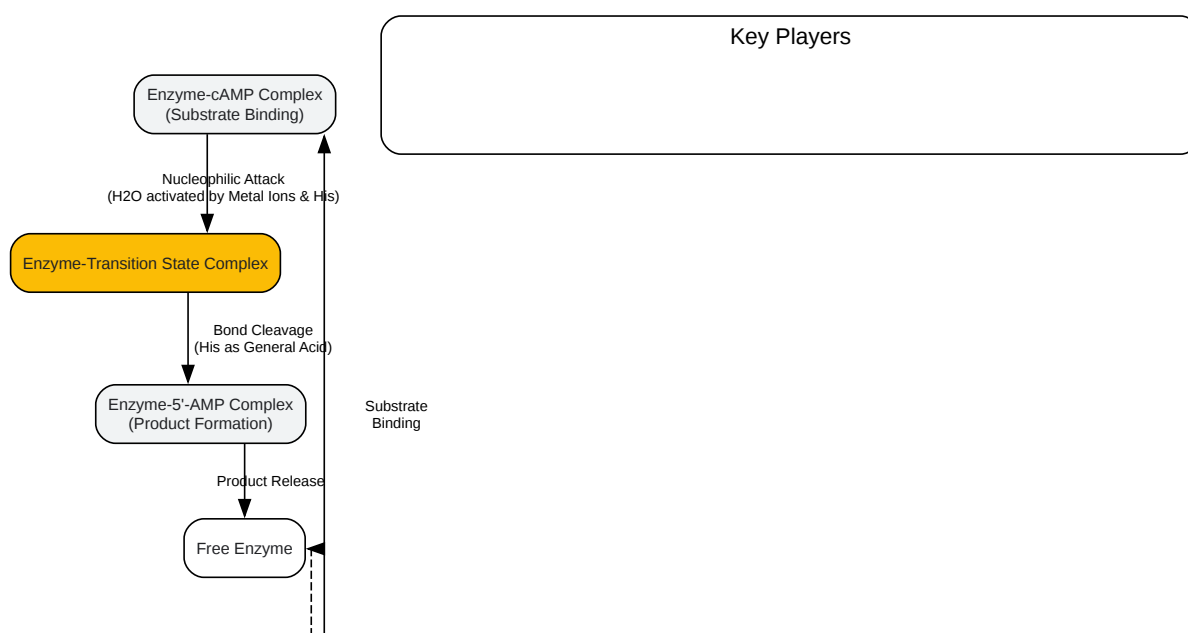 Key Players
Enzyme-cAMP Complex
(Substrate Binding)
Nucleophilic Attack
(H2O activated by Metal Ions & His)
Enzyme-Transition State Complex
Bond Cleavage
(His as General Acid)
Enzyme-5'-AMP Complex
(Product Formation)
Substrate
Binding
Product Release
Free Enzyme